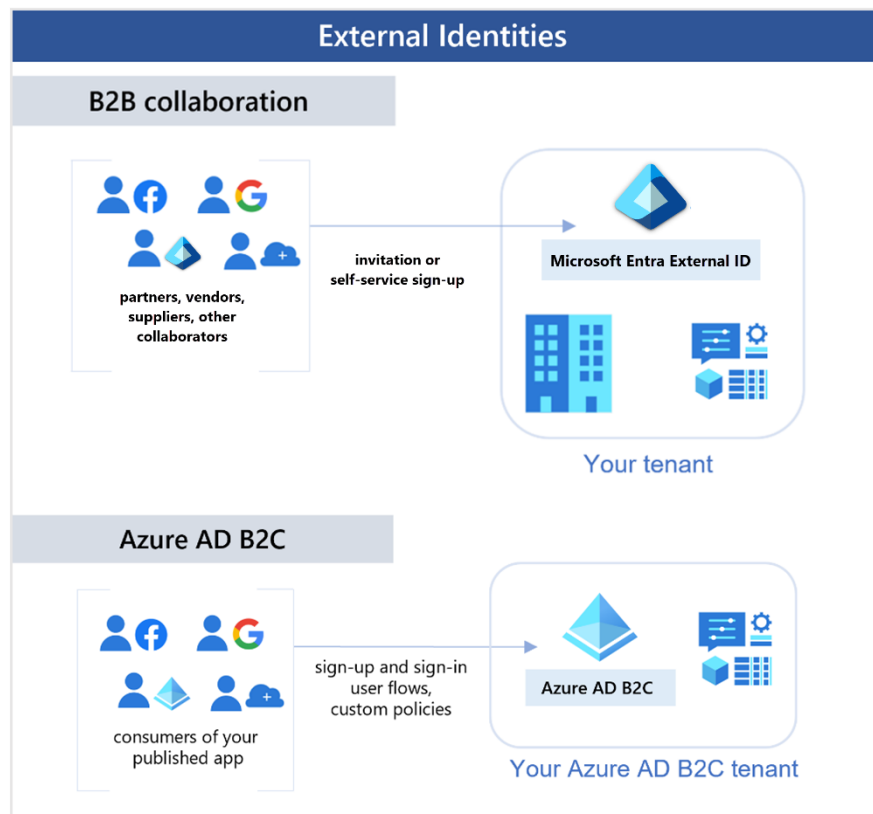 External Identities
B2B collaboration
partners, vendors,
suppliers, other
collaborators
invitation or
self-service sign-up
Microsoft Entra External ID
Your tenant
Azure AD B2C
consumers of your
published app
sign-up and sign-in
user flows,
custom policies
Azure AD B2C
Your Azure AD B2C tenant